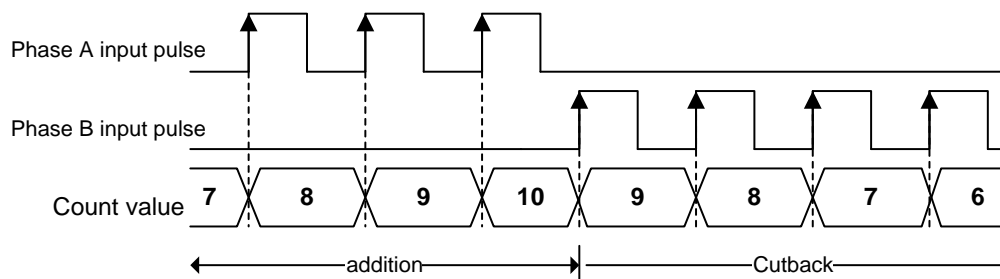 Phase A input pulse
Phase B input pulse
Count value 7 8 9 10 9 8 7 6
addition Cutback